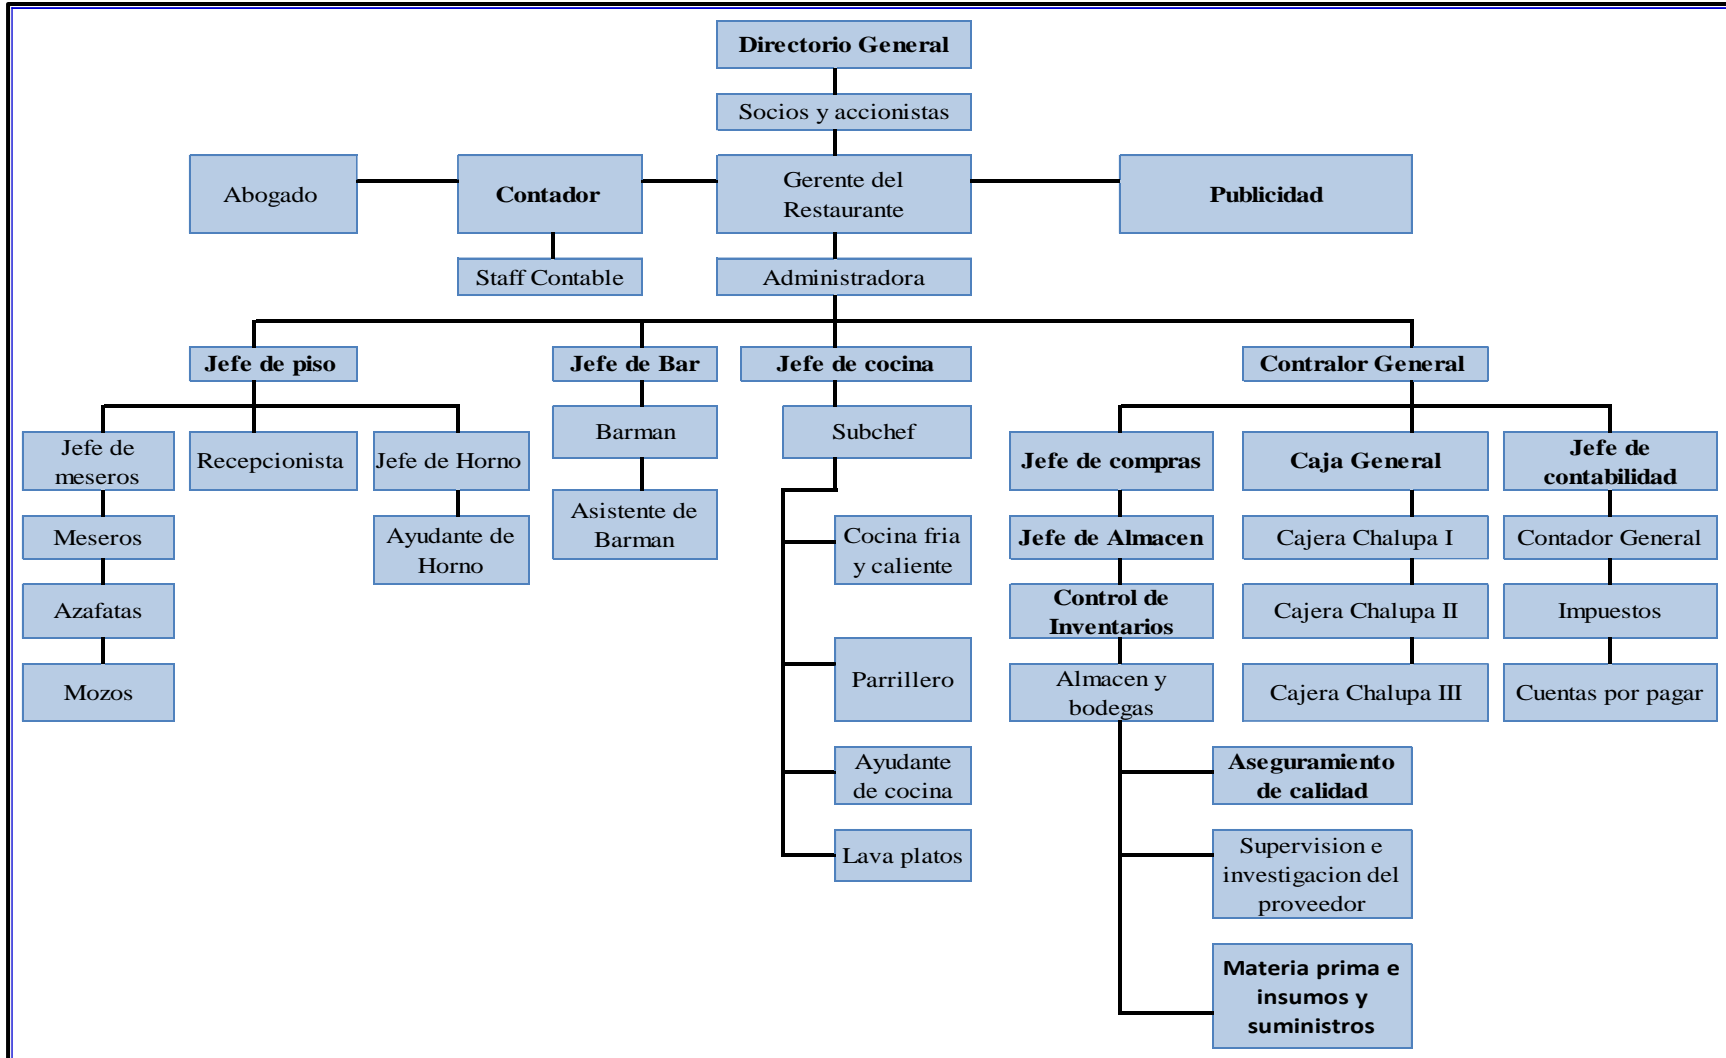 Directorio General
Socios y accionistas
Abogado
Contador
Gerente del
Restaurante
Publicidad
Staff Contable
Administradora
Jefe de piso
Jefe de Bar
Jefe de cocina
Contralor General
Jefe de
meseros
Recepcionista
Jefe de Horno
Barman
Subchef
Jefe de compras
Caja General
Jefe de
contabilidad
Meseros
Ayudante de
Horno
Asistente de
Barman
Cocina fria
y caliente
Jefe de Almacen
Cajera Chalupa I
Contador General
Azafatas
Control de
Inventarios
Cajera Chalupa II
Impuestos
Mozos
Parrillero
Almacen y
bodegas
Cajera Chalupa III
Cuentas por pagar
Ayudante
de cocina
Aseguramiento
de calidad
Lava platos
Supervision e
investigacion del
proveedor
Materia prima e
insumos y
suministros